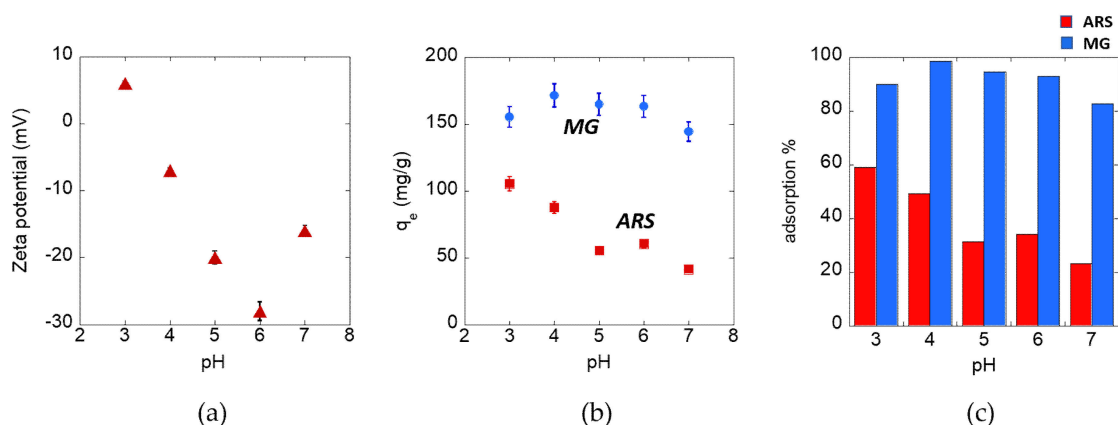 ARS
MG
Zeta potential (mV)
10
0
-10
-20
-30
2 3 4 5 6 7 8
pH
(a)
q_e (mg/g)
200
150
100
50
0
MG
ARS
2 3 4 5 6 7 8
pH
(b)
adsorption %
100
80
60
40
20
0
3 4 5 6 7
pH
(c)